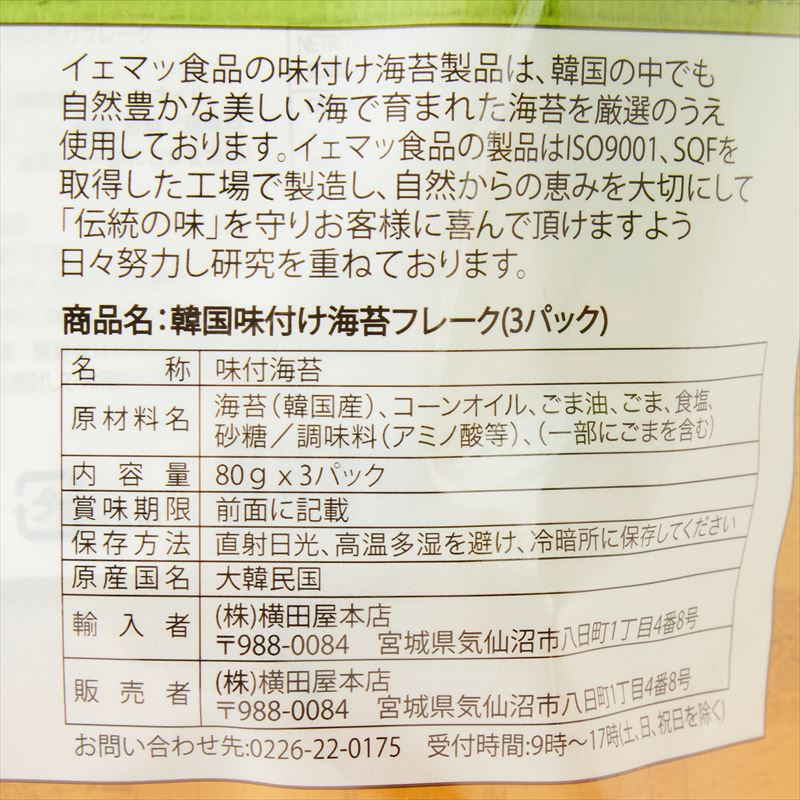 イェマッ食品の味付け海苔製品は、韓国の中でも
自然豊かな美しい海で育まれた海苔を厳選のうえ
使用しております。イェマッ食品の製品はISO9001、SQFを
取得した工場で製造し、自然からの恵みを大切にして
「伝統の味」を守りお客様に喜んで頂けますよう
日々努力し研究を重ねております。
商品名：韓国味付け海苔フレーク(3パック)
名称 味付海苔
原材料名 海苔（韓国産）、コーンオイル、ごま油、ごま、食塩、
砂糖／調味料（アミノ酸等）、（一部にごまを含む）
内容量 80ｇｘ3パック
賞味期限 前面に記載
保存方法 直射日光、高温多湿を避け、冷暗所に保存してください
原産国名 大韓民国
輸入者 (株)横田屋本店
〒988-0084 宮城県気仙沼市八日町1丁目4番8号
販売者 (株)横田屋本店
〒988-0084 宮城県気仙沼市八日町1丁目4番8号
お問い合わせ先:0226-22-0175 受付時間:9時～17時(土、日、祝日を除く)